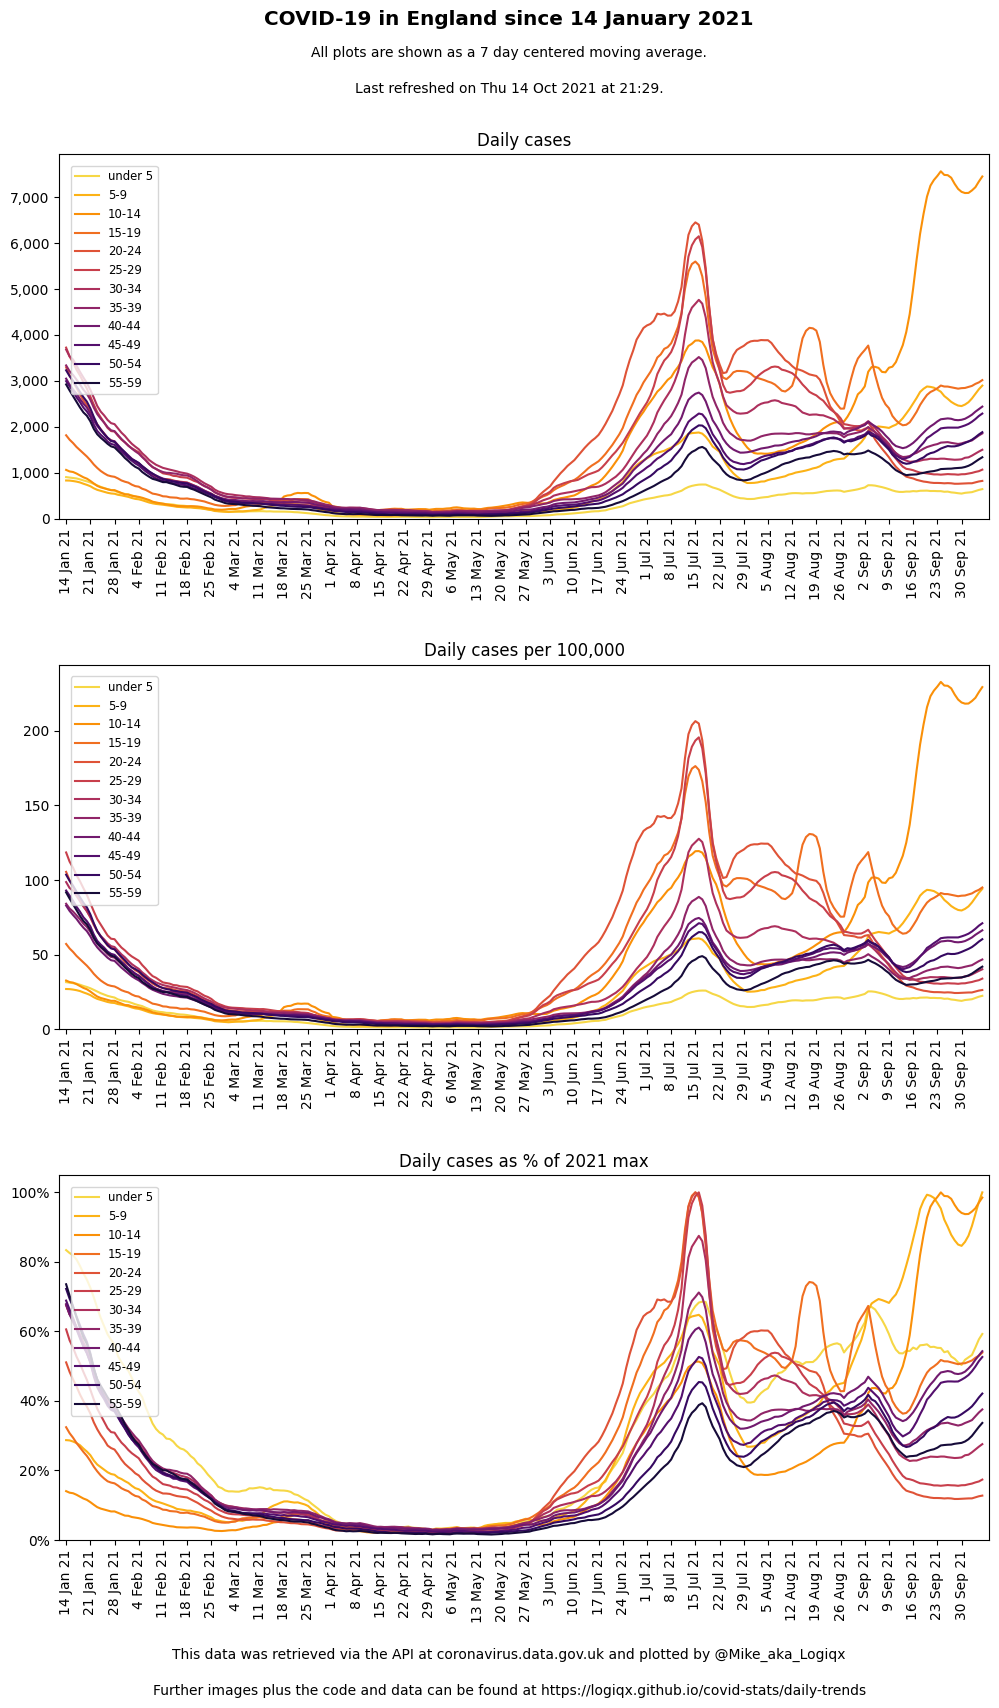 COVID-19 in England since 14 January 2021
All plots are shown as a 7 day centered moving average.
Last refreshed on Thu 14 Oct 2021 at 21:29.
Daily cases
7,000
6,000
5,000
4,000
3,000
2,000
1,000
0
under 5
5-9
10-14
15-19
20-24
25-29
30-34
35-39
40-44
45-49
50-54
55-59
14 Jan 21
21 Jan 21
28 Jan 21
4 Feb 21
11 Feb 21
18 Feb 21
25 Feb 21
4 Mar 21
11 Mar 21
18 Mar 21
25 Mar 21
1 Apr 21
8 Apr 21
15 Apr 21
22 Apr 21
29 Apr 21
6 May 21
13 May 21
20 May 21
27 May 21
3 Jun 21
10 Jun 21
17 Jun 21
24 Jun 21
1 Jul 21
8 Jul 21
15 Jul 21
22 Jul 21
29 Jul 21
5 Aug 21
12 Aug 21
19 Aug 21
26 Aug 21
2 Sep 21
9 Sep 21
16 Sep 21
23 Sep 21
30 Sep 21
Daily cases per 100,000
200
150
100
50
0
under 5
5-9
10-14
15-19
20-24
25-29
30-34
35-39
40-44
45-49
50-54
55-59
14 Jan 21
21 Jan 21
28 Jan 21
4 Feb 21
11 Feb 21
18 Feb 21
25 Feb 21
4 Mar 21
11 Mar 21
18 Mar 21
25 Mar 21
1 Apr 21
8 Apr 21
15 Apr 21
22 Apr 21
29 Apr 21
6 May 21
13 May 21
20 May 21
27 May 21
3 Jun 21
10 Jun 21
17 Jun 21
24 Jun 21
1 Jul 21
8 Jul 21
15 Jul 21
22 Jul 21
29 Jul 21
5 Aug 21
12 Aug 21
19 Aug 21
26 Aug 21
2 Sep 21
9 Sep 21
16 Sep 21
23 Sep 21
30 Sep 21
Daily cases as % of 2021 max
100%
80%
60%
40%
20%
0%
under 5
5-9
10-14
15-19
20-24
25-29
30-34
35-39
40-44
45-49
50-54
55-59
14 Jan 21
21 Jan 21
28 Jan 21
4 Feb 21
11 Feb 21
18 Feb 21
25 Feb 21
4 Mar 21
11 Mar 21
18 Mar 21
25 Mar 21
1 Apr 21
8 Apr 21
15 Apr 21
22 Apr 21
29 Apr 21
6 May 21
13 May 21
20 May 21
27 May 21
3 Jun 21
10 Jun 21
17 Jun 21
24 Jun 21
1 Jul 21
8 Jul 21
15 Jul 21
22 Jul 21
29 Jul 21
5 Aug 21
12 Aug 21
19 Aug 21
26 Aug 21
2 Sep 21
9 Sep 21
16 Sep 21
23 Sep 21
30 Sep 21
This data was retrieved via the API at coronavirus.data.gov.uk and plotted by @Mike_aka_Logiqx
Further images plus the code and data can be found at https://logiqx.github.io/covid-stats/daily-trends